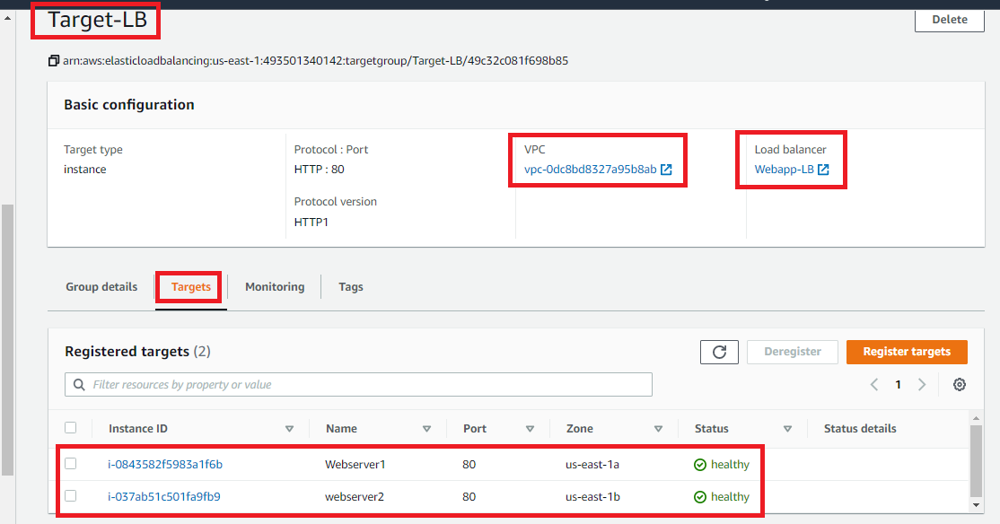 Target-LB
Delete
arn:aws:elasticloadbalancing:us-east-1:493501340142:targetgroup/Target-LB/49c32c081f698b85
Basic configuration
Target type
instance
Protocol : Port
HTTP : 80
Protocol version
HTTP1
VPC
vpc-0dc8bd8327a95b8ab
Load balancer
Webapp-LB
Group details Targets Monitoring Tags
Registered targets (2)
Deregister Register targets
Filter resources by property or value
1
Instance ID Name Port Zone Status Status details
i-0843582f5983a1f6b Webserver1 80 us-east-1a healthy
i-037ab51c501fa9fb9 webserver2 80 us-east-1b healthy